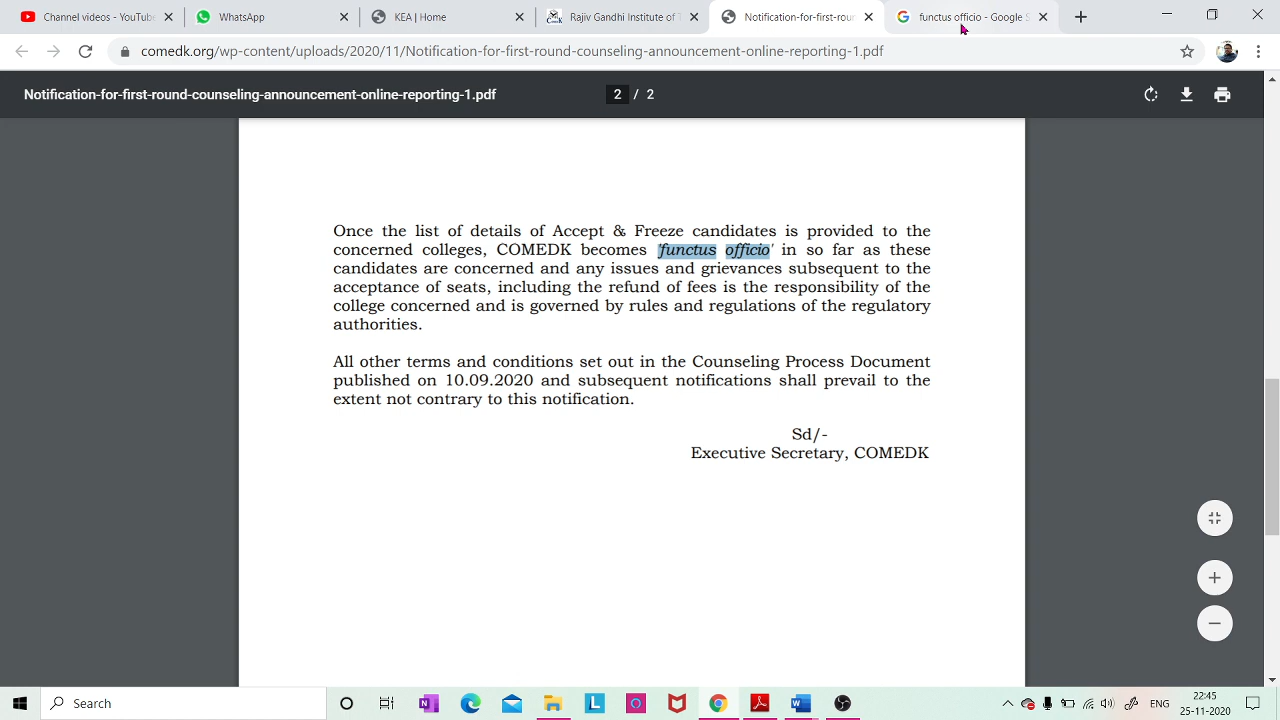 Channel videos - YouTube
WhatsApp
KEA | Home
Rajiv Gandhi Institute of T
Notification-for-first-rour
functus officio - Google S
comedk.org/wp-content/uploads/2020/11/Notification-for-first-round-counseling-announcement-online-reporting-1.pdf
Notification-for-first-round-counseling-announcement-online-reporting-1.pdf
2 / 2
Once the list of details of Accept & Freeze candidates is provided to the
concerned colleges, COMEDK becomes 'functus officio' in so far as these
candidates are concerned and any issues and grievances subsequent to the
acceptance of seats, including the refund of fees is the responsibility of the
college concerned and is governed by rules and regulations of the regulatory
authorities.
All other terms and conditions set out in the Counseling Process Document
published on 10.09.2020 and subsequent notifications shall prevail to the
extent not contrary to this notification.
Sd/-
Executive Secretary, COMEDK
Search
ENG
22:45
25-11-2020